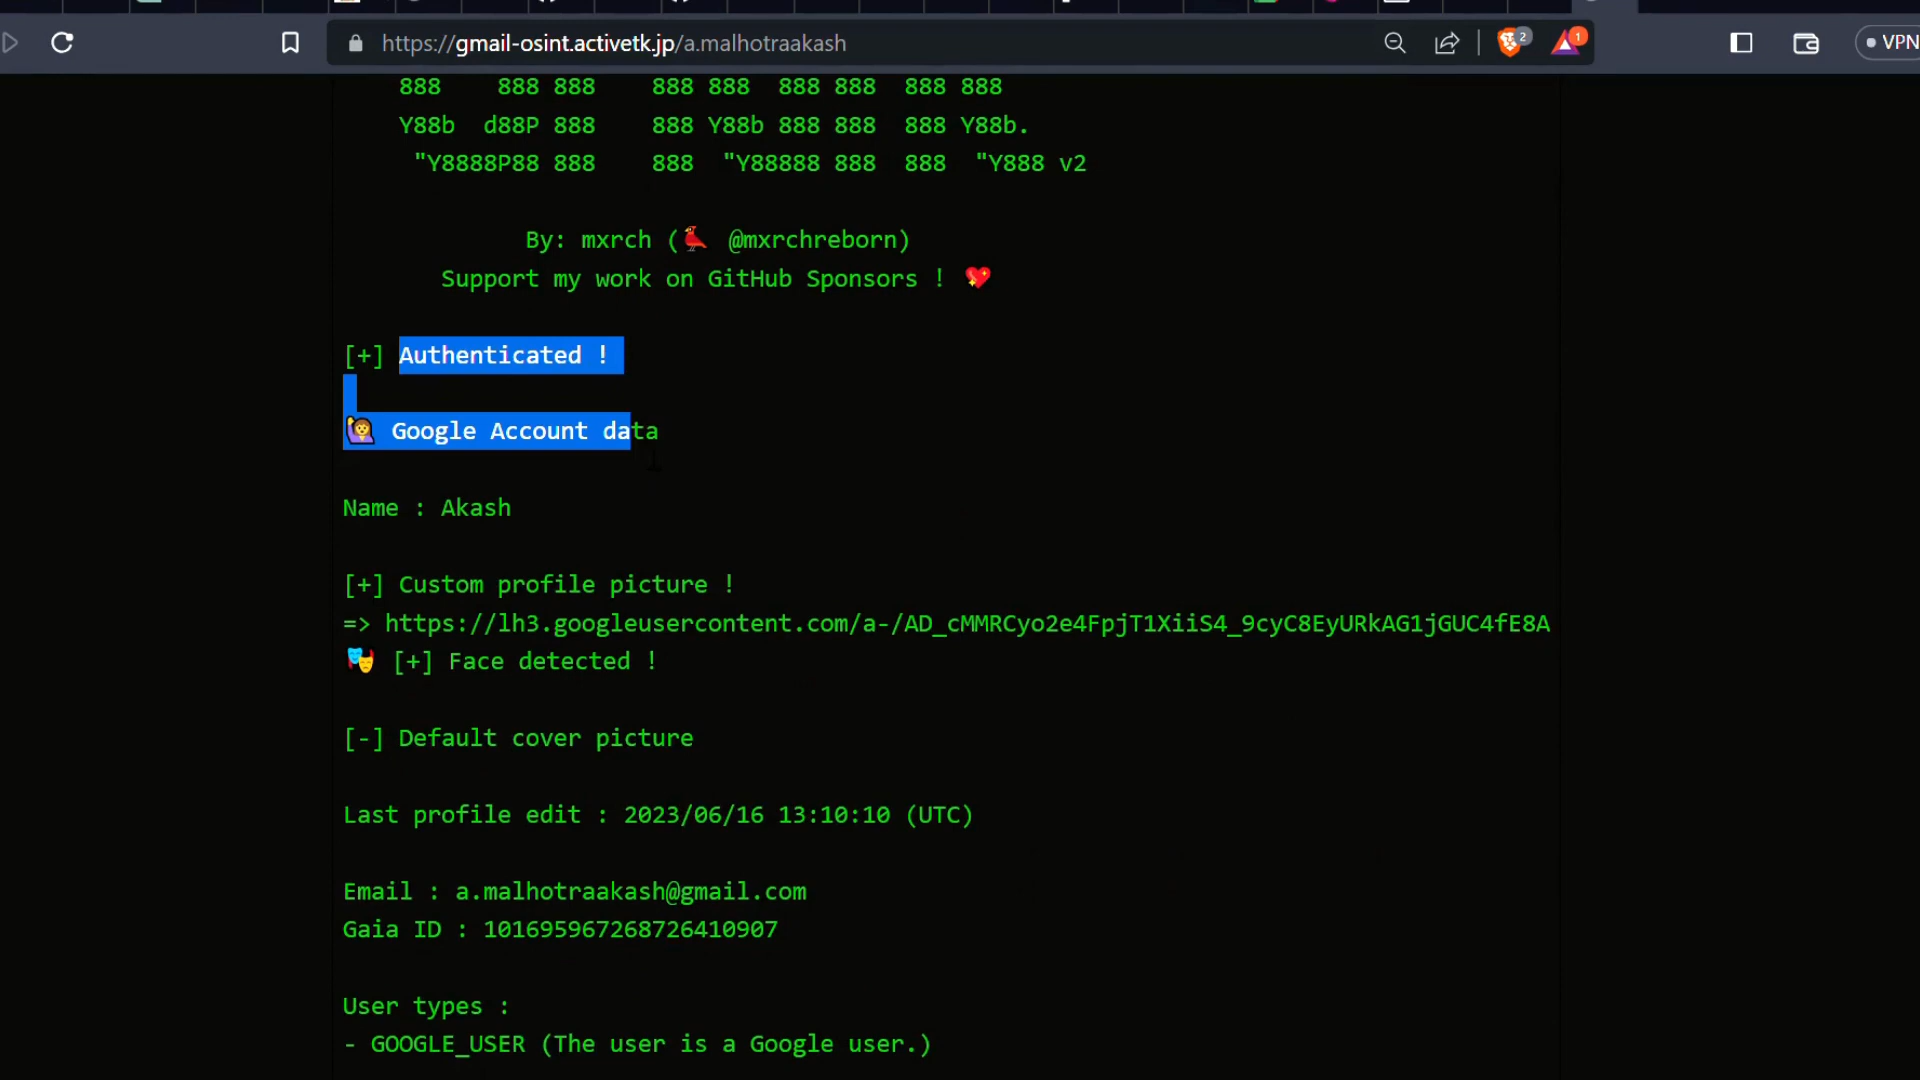 https://gmail-osint.activetk.jp/a.malhotraakash
2
1
VPN
888    888 888    888 888  888 888  888 888
Y88b  d88P 888    888 Y88b 888 888  888 Y88b.
"Y8888P88 888    888  "Y88888 888  888  "Y888 v2
By: mxrch (🐦 @mxrchreborn)
Support my work on GitHub Sponsors ! 💖
[+] Authenticated !
🙋 Google Account data
Name : Akash
[+] Custom profile picture !
=> https://lh3.googleusercontent.com/a-/AD_cMMRCyo2e4FpjT1XiiS4_9cyC8EyURkAG1jGUC4fE8A
🎭 [+] Face detected !
[-] Default cover picture
Last profile edit : 2023/06/16 13:10:10 (UTC)
Email : a.malhotraakash@gmail.com
Gaia ID : 101695967268726410907
User types :
- GOOGLE_USER (The user is a Google user.)